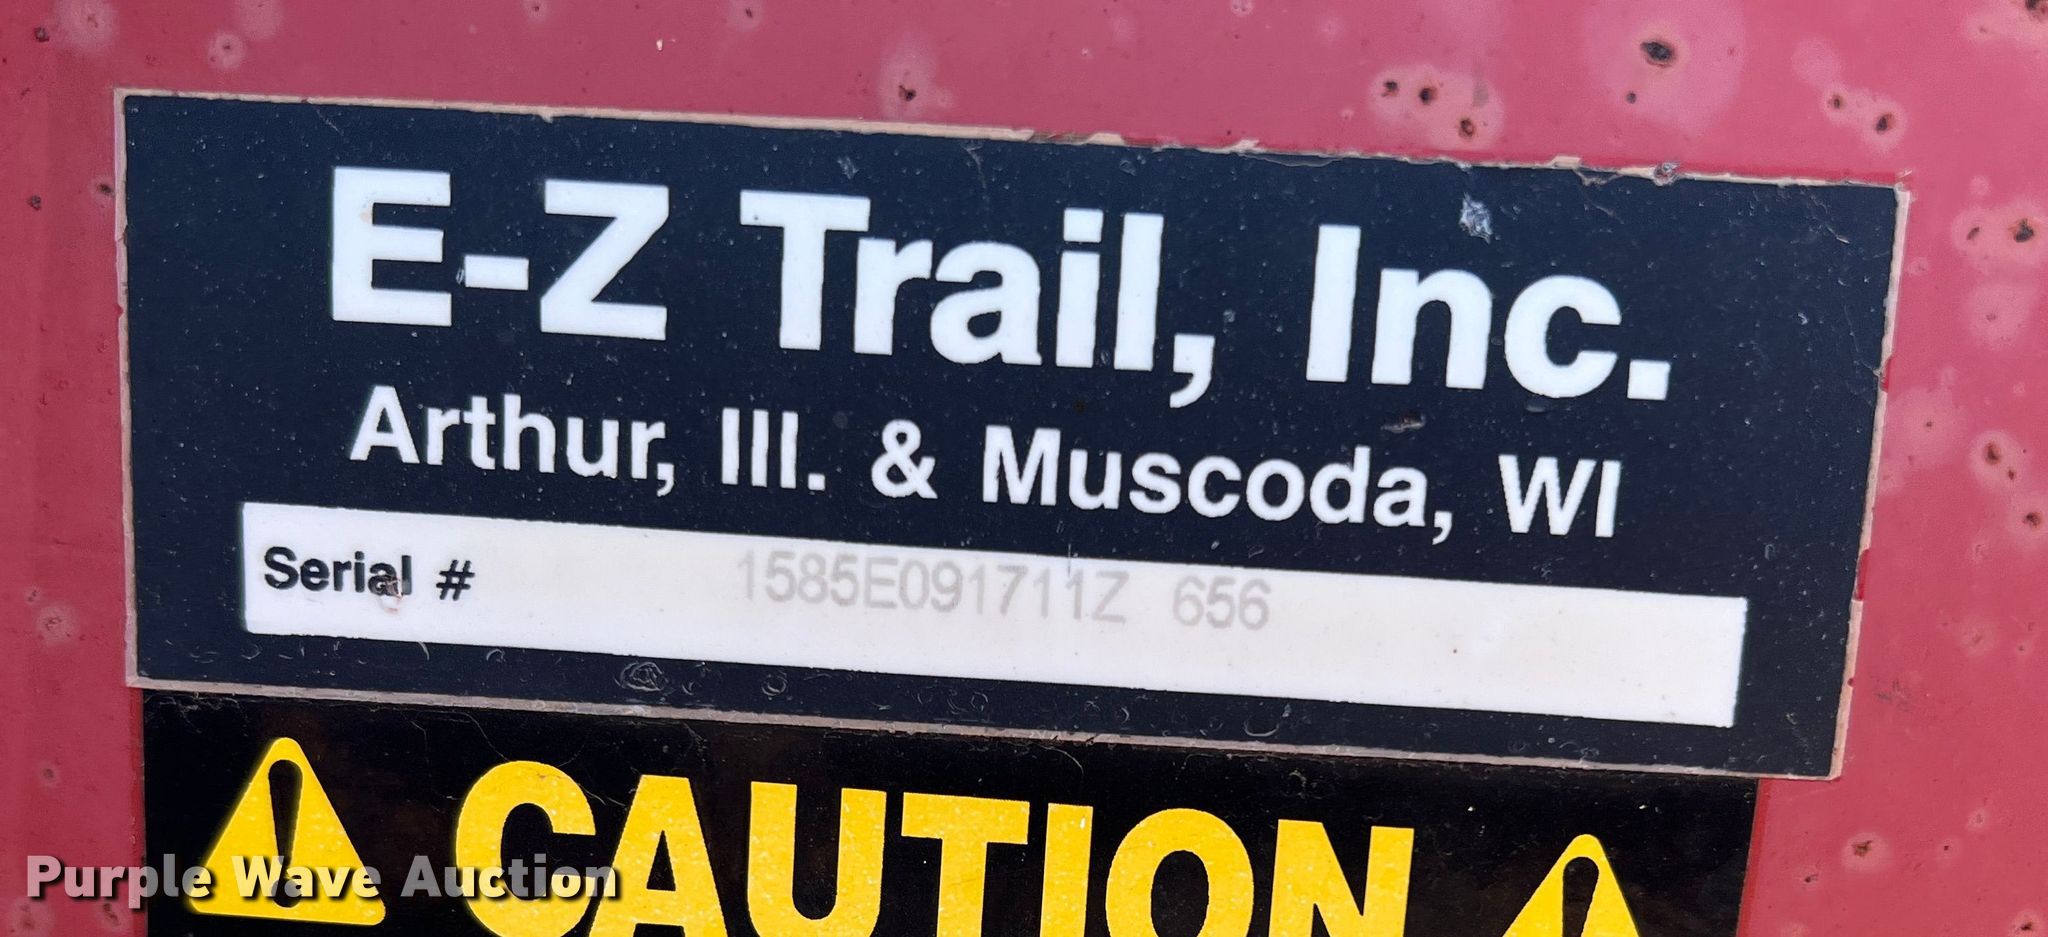 E-Z Trail, Inc.
Arthur, Ill. & Muscoda, WI
Serial # 1585E091711Z 656
CAUTION
Purple Wave Auction